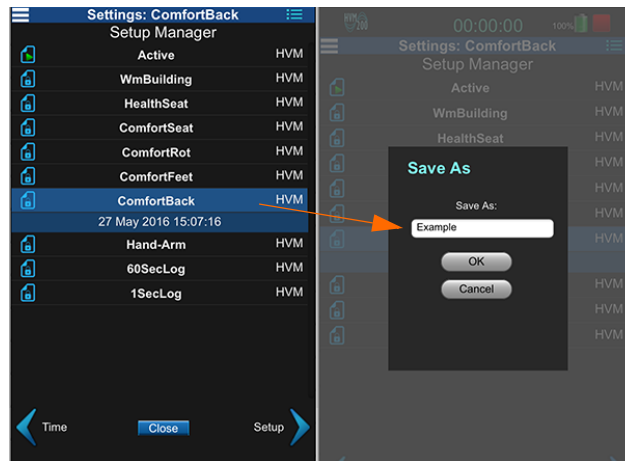 Settings: ComfortBack
Setup Manager
Active HVM
WmBuilding HVM
HealthSeat HVM
ComfortSeat HVM
ComfortRot HVM
ComfortFeet HVM
ComfortBack HVM
27 May 2016 15:07:16
Hand-Arm HVM
60SecLog HVM
1SecLog HVM
Time Close Setup
HVM 200 00:00:00 100%
Settings: ComfortBack
Setup Manager
Active HVM
WmBuilding HVM
HealthSeat HVM
HVM
Save As
HVM
Save As:
HVM
Example
HVM
OK
Cancel
HVM
HVM
HVM